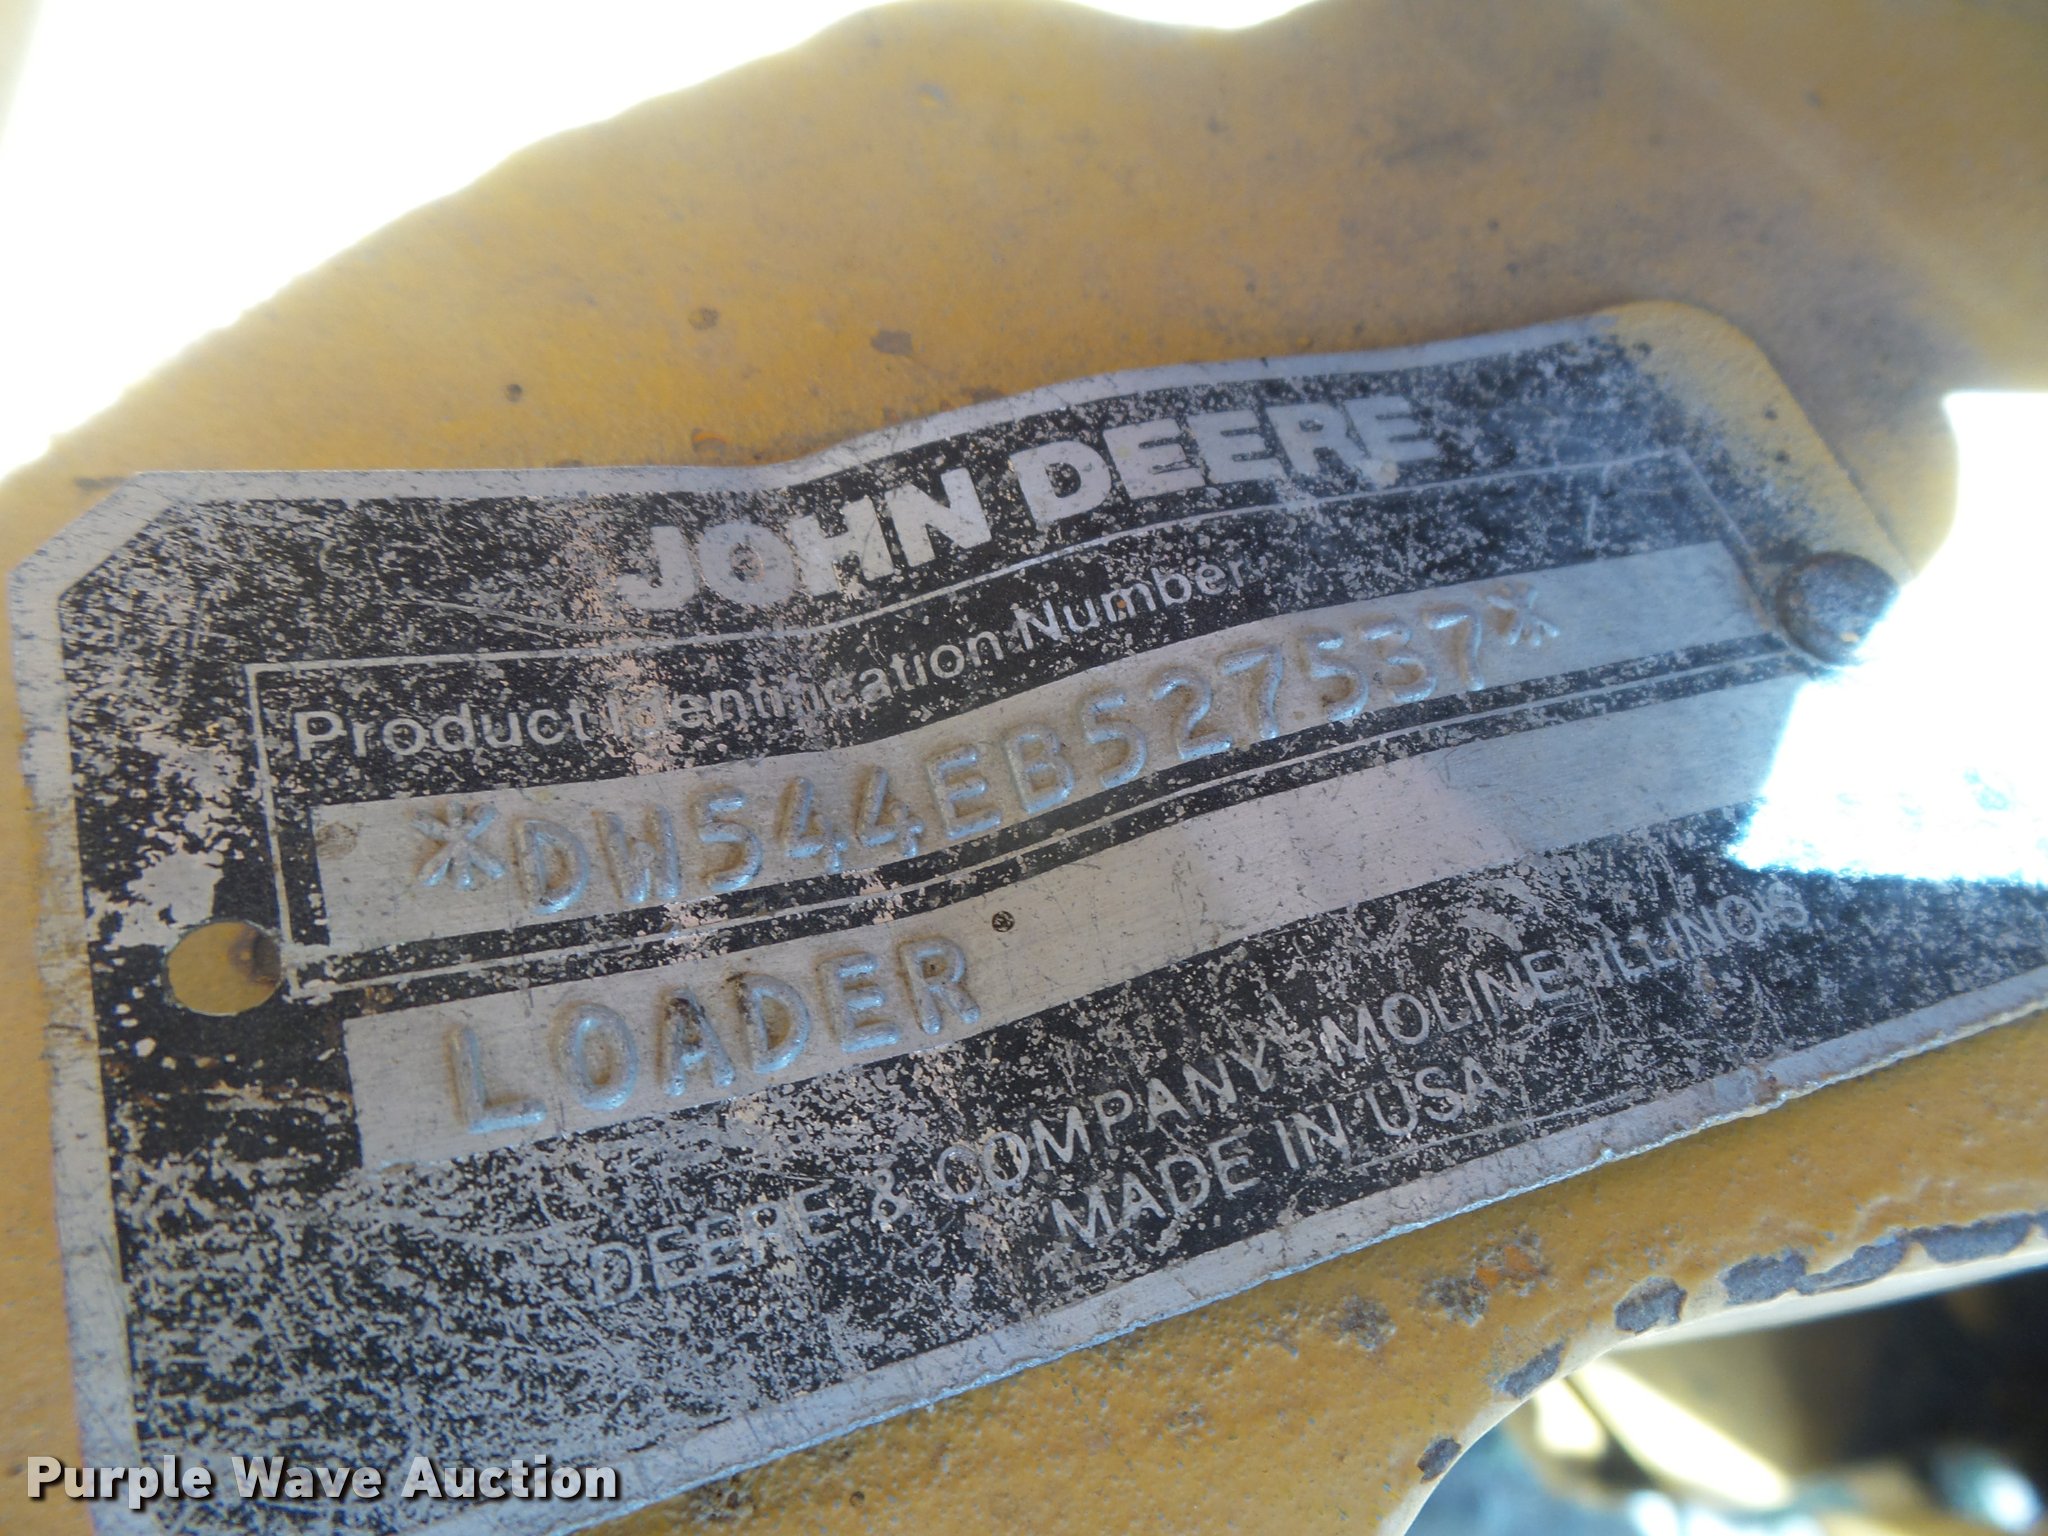 JOHN DEERE
Product Identification Number
*DW544EB527537*
LOADER
DEERE & COMPANY MOLINE ILLINOIS
MADE IN USA
Purple Wave Auction